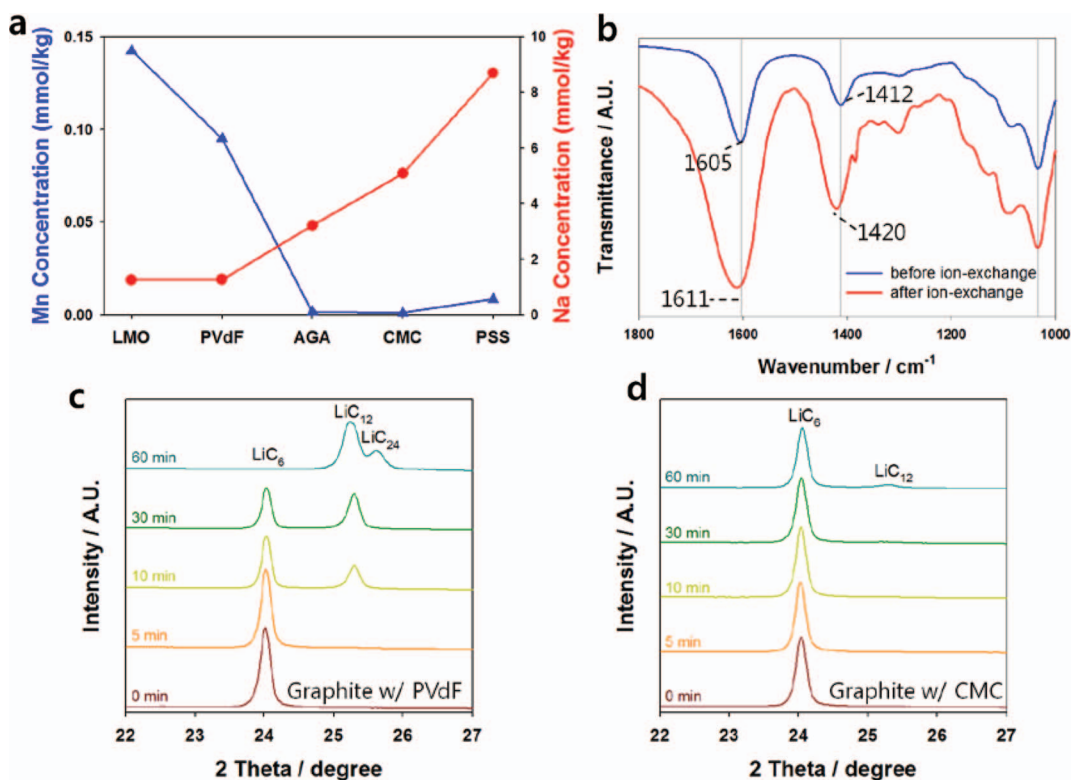 a
Mn Concentration (mmol/kg)
0.15
0.10
0.05
0.00
10
8
6
4
2
0
Na Concentration (mmol/kg)
LMO PVdF AGA CMC PSS
b
Transmittance / A.U.
1412
1605
1420
before ion-exchange
after ion-exchange
1611
1800 1600 1400 1200 1000
Wavenumber / cm⁻¹
c
Intensity / A.U.
LiC₁₂
LiC₂₄
LiC₆
60 min
30 min
10 min
5 min
0 min
Graphite w/ PVdF
22 23 24 25 26 27
2 Theta / degree
d
Intensity / A.U.
LiC₆
LiC₁₂
60 min
30 min
10 min
5 min
0 min
Graphite w/ CMC
22 23 24 25 26 27
2 Theta / degree